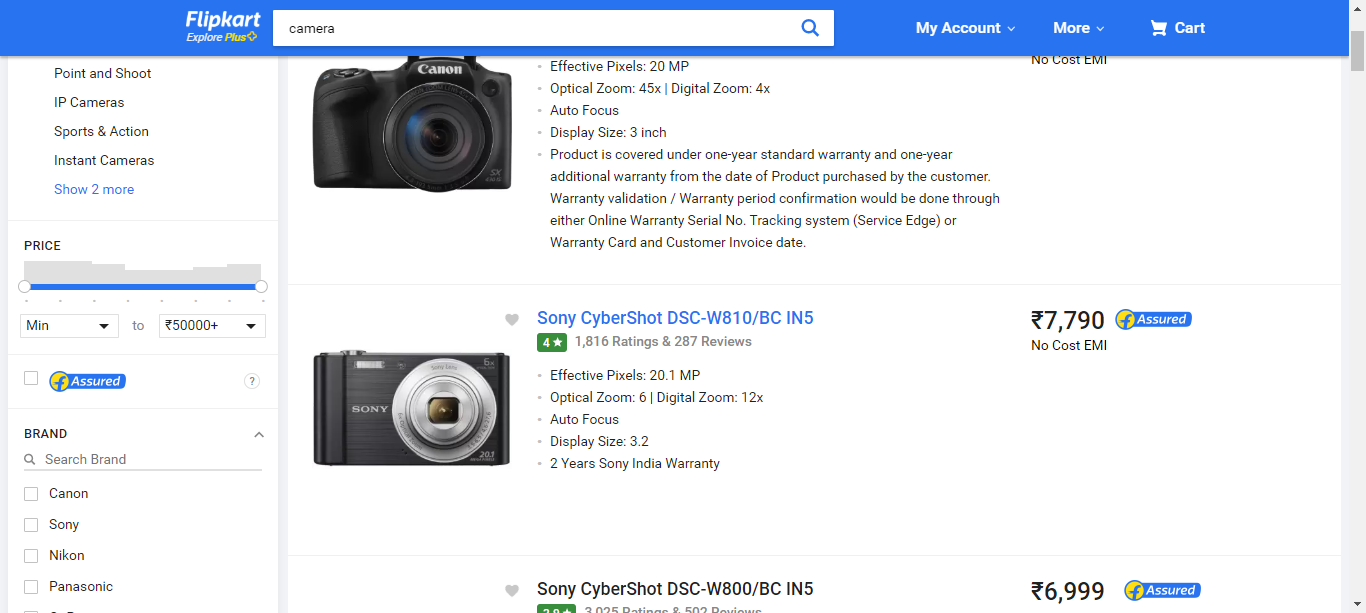 Flipkart
Explore Plus
camera
My Account
More
Cart
Point and Shoot
IP Cameras
Sports & Action
Instant Cameras
Show 2 more
PRICE
Min
to
₹50000+
Assured
?
BRAND
Search Brand
Canon
Sony
Nikon
Panasonic
Canon
SX
Effective Pixels: 20 MP
Optical Zoom: 45x | Digital Zoom: 4x
Auto Focus
Display Size: 3 inch
Product is covered under one-year standard warranty and one-year
additional warranty from the date of Product purchased by the customer.
Warranty validation / Warranty period confirmation would be done through
either Online Warranty Serial No. Tracking system (Service Edge) or
Warranty Card and Customer Invoice date.
No Cost EMI
SONY
Sony Lens
6x
20.1
Sony CyberShot DSC-W810/BC IN5
4★
1,816 Ratings & 287 Reviews
Effective Pixels: 20.1 MP
Optical Zoom: 6 | Digital Zoom: 12x
Auto Focus
Display Size: 3.2
2 Years Sony India Warranty
₹7,790
Assured
No Cost EMI
Sony CyberShot DSC-W800/BC IN5
3.9★
3,025 Ratings & 502 Reviews
₹6,999
Assured